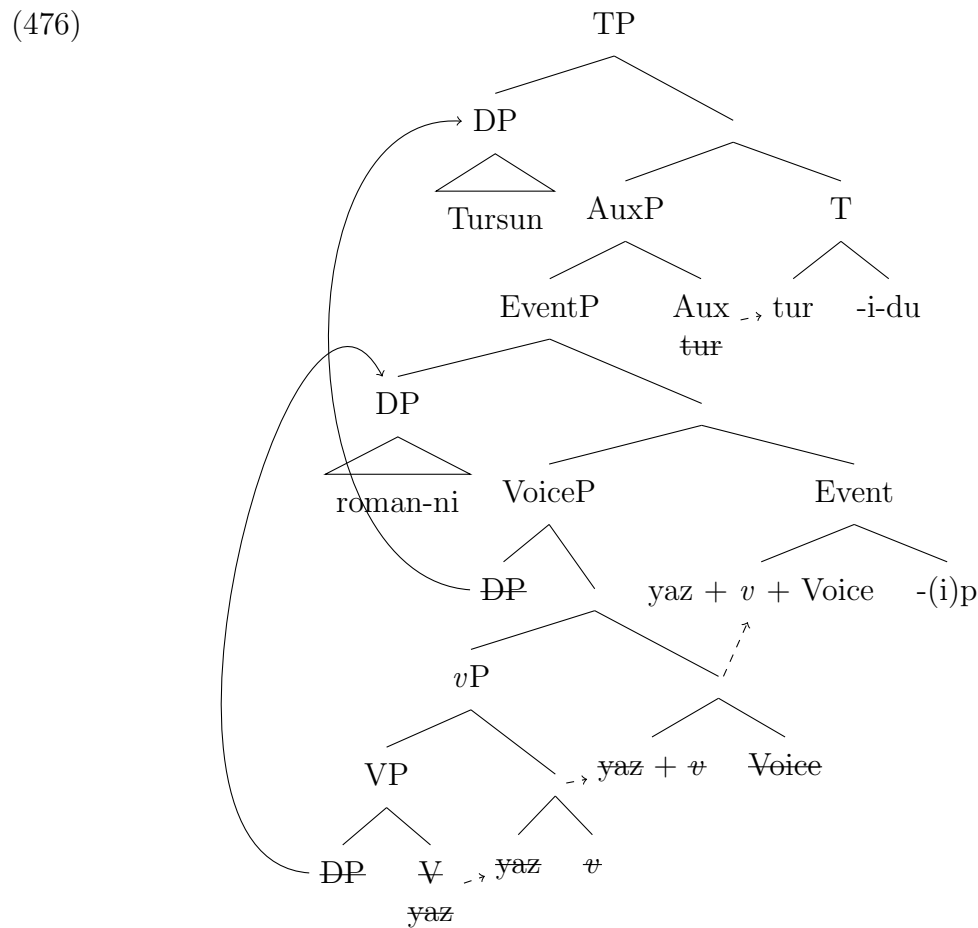 (476)
TP
DP
Tursun
AuxP
T
EventP
Aux
tur
tur
-i-du
DP
roman-ni
VoiceP
Event
DP
yaz + v + Voice
-(i)p
vP
VP
yaz + v
Voice
DP
V
yaz
yaz
v